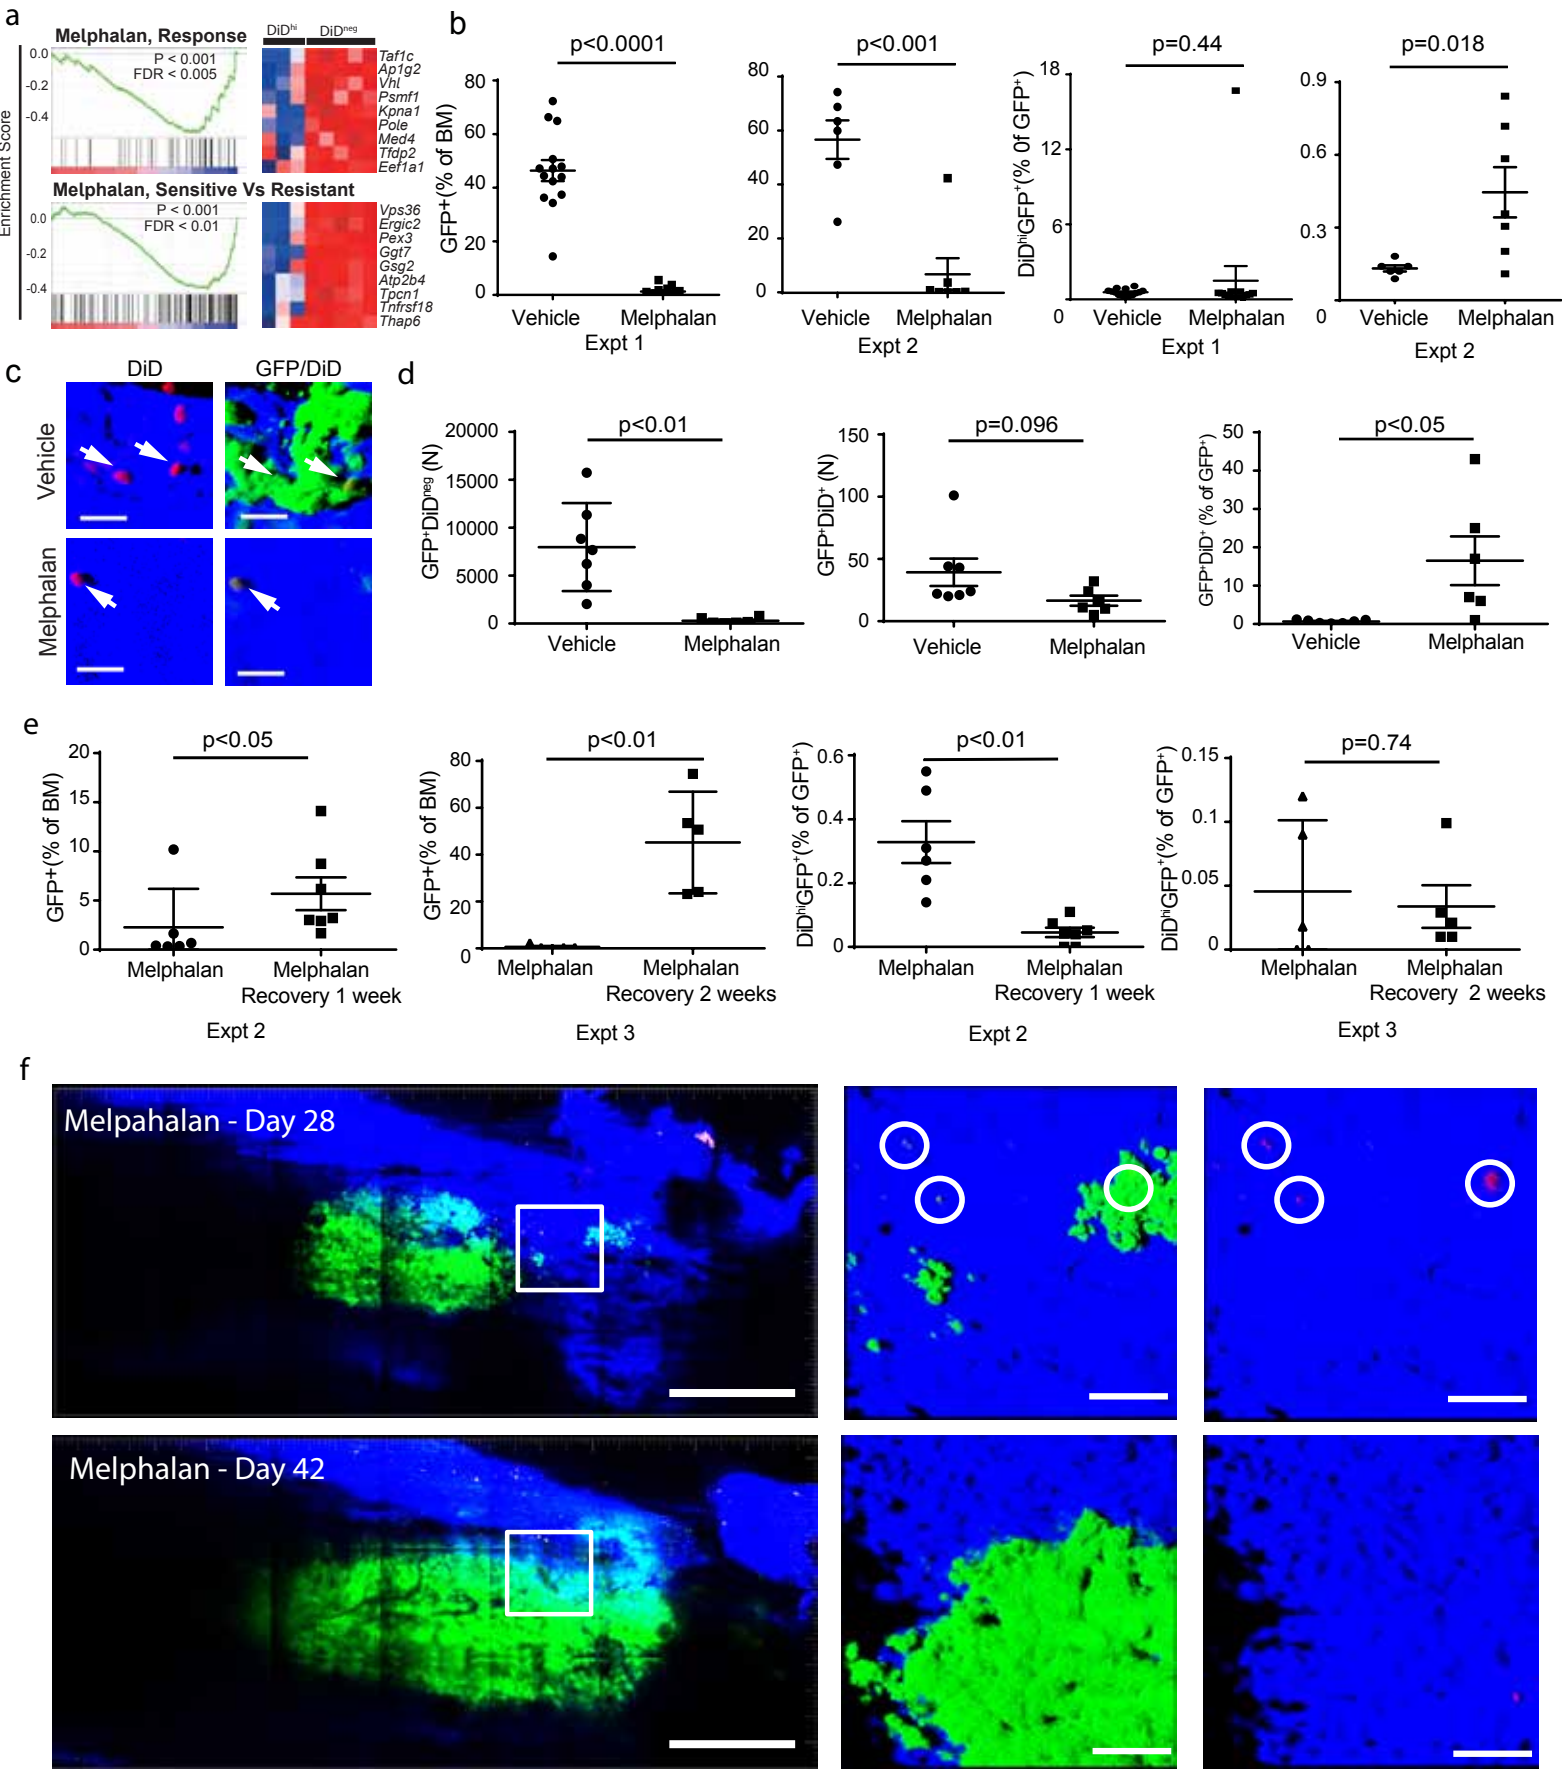 a
Melphalan, Response
P < 0.001
FDR < 0.005
0.0
-0.2
-0.4
Enrichment Score
DiDhi DiDneg
Taf1c
Ap1g2
Vhl
Psmf1
Kpna1
Pole
Med4
Tfdp2
Eef1a1
Melphalan, Sensitive Vs Resistant
P < 0.001
FDR < 0.01
0.0
-0.2
-0.4
Vps36
Ergic2
Pex3
Ggt7
Gsg2
Atp2b4
Tpcn1
Tnfrsf18
Thap6
b
p<0.0001
GFP+(% of BM)
80
60
40
20
0
Vehicle Melphalan
Expt 1
p<0.001
80
60
40
20
0
Vehicle Melphalan
Expt 2
p=0.44
DiDhiGFP+(% 0f GFP+)
18
12
6
0
Vehicle Melphalan
Expt 1
p=0.018
0.9
0.6
0.3
0
Vehicle Melphalan
Expt 2
c
DiD GFP/DiD
Vehicle
Melphalan
d
p<0.01
GFP+DiDneg (N)
20000
15000
10000
5000
0
Vehicle Melphalan
p=0.096
GFP+DiD+ (N)
150
100
50
0
Vehicle Melphalan
p<0.05
GFP+DiD+ (% of GFP+)
50
40
30
20
10
0
Vehicle Melphalan
e
p<0.05
GFP+(% of BM)
20
15
10
5
0
Melphalan Melphalan
Recovery 1 week
Expt 2
p<0.01
GFP+(% of BM)
80
60
40
20
0
Melphalan Melphalan
Recovery 2 weeks
Expt 3
p<0.01
DiDhiGFP+(% of GFP+)
0.6
0.4
0.2
0
Melphalan Melphalan
Recovery 1 week
Expt 2
p=0.74
DiDhiGFP+(% of GFP+)
0.15
0.1
0.05
0
Melphalan Melphalan
Recovery 2 weeks
Expt 3
f
Melpahalan - Day 28
Melphalan - Day 42